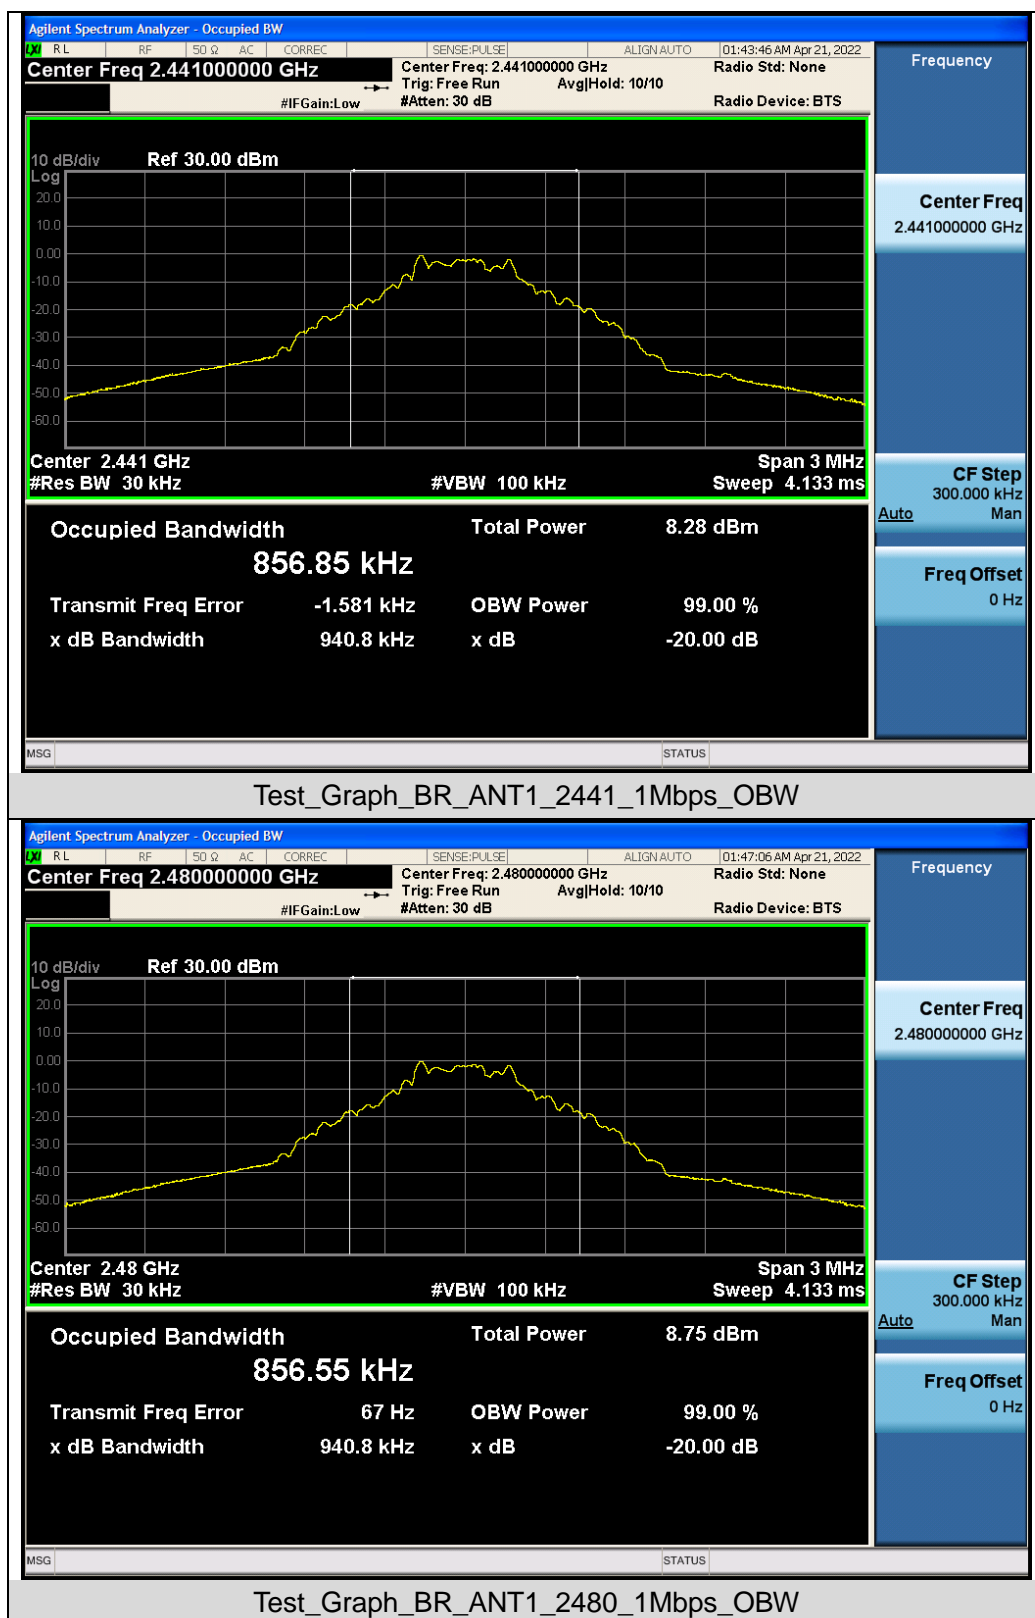 Agilent Spectrum Analyzer - Occupied BW
LXI RL RF 50 Ω AC CORREC SENSE:PULSE ALIGN AUTO 01:43:46 AM Apr 21, 2022
Center Freq 2.441000000 GHz Center Freq: 2.441000000 GHz Radio Std: None Frequency
Trig: Free Run Avg|Hold: 10/10
#IFGain:Low #Atten: 30 dB Radio Device: BTS
10 dB/div Ref 30.00 dBm
Log
20.0
10.0
0.00
-10.0
-20.0
-30.0
-40.0
-50.0
-60.0
Center Freq
2.441000000 GHz
Center 2.441 GHz Span 3 MHz
#Res BW 30 kHz #VBW 100 kHz Sweep 4.133 ms
CF Step
300.000 kHz
Auto Man
Occupied Bandwidth Total Power 8.28 dBm
856.85 kHz
Freq Offset
0 Hz
Transmit Freq Error -1.581 kHz OBW Power 99.00 %
x dB Bandwidth 940.8 kHz x dB -20.00 dB
MSG STATUS
Test_Graph_BR_ANT1_2441_1Mbps_OBW
Agilent Spectrum Analyzer - Occupied BW
LXI RL RF 50 Ω AC CORREC SENSE:PULSE ALIGN AUTO 01:47:06 AM Apr 21, 2022
Center Freq 2.480000000 GHz Center Freq: 2.480000000 GHz Radio Std: None Frequency
Trig: Free Run Avg|Hold: 10/10
#IFGain:Low #Atten: 30 dB Radio Device: BTS
10 dB/div Ref 30.00 dBm
Log
20.0
10.0
0.00
-10.0
-20.0
-30.0
-40.0
-50.0
-60.0
Center Freq
2.480000000 GHz
Center 2.48 GHz Span 3 MHz
#Res BW 30 kHz #VBW 100 kHz Sweep 4.133 ms
CF Step
300.000 kHz
Auto Man
Occupied Bandwidth Total Power 8.75 dBm
856.55 kHz
Freq Offset
0 Hz
Transmit Freq Error 67 Hz OBW Power 99.00 %
x dB Bandwidth 940.8 kHz x dB -20.00 dB
MSG STATUS
Test_Graph_BR_ANT1_2480_1Mbps_OBW